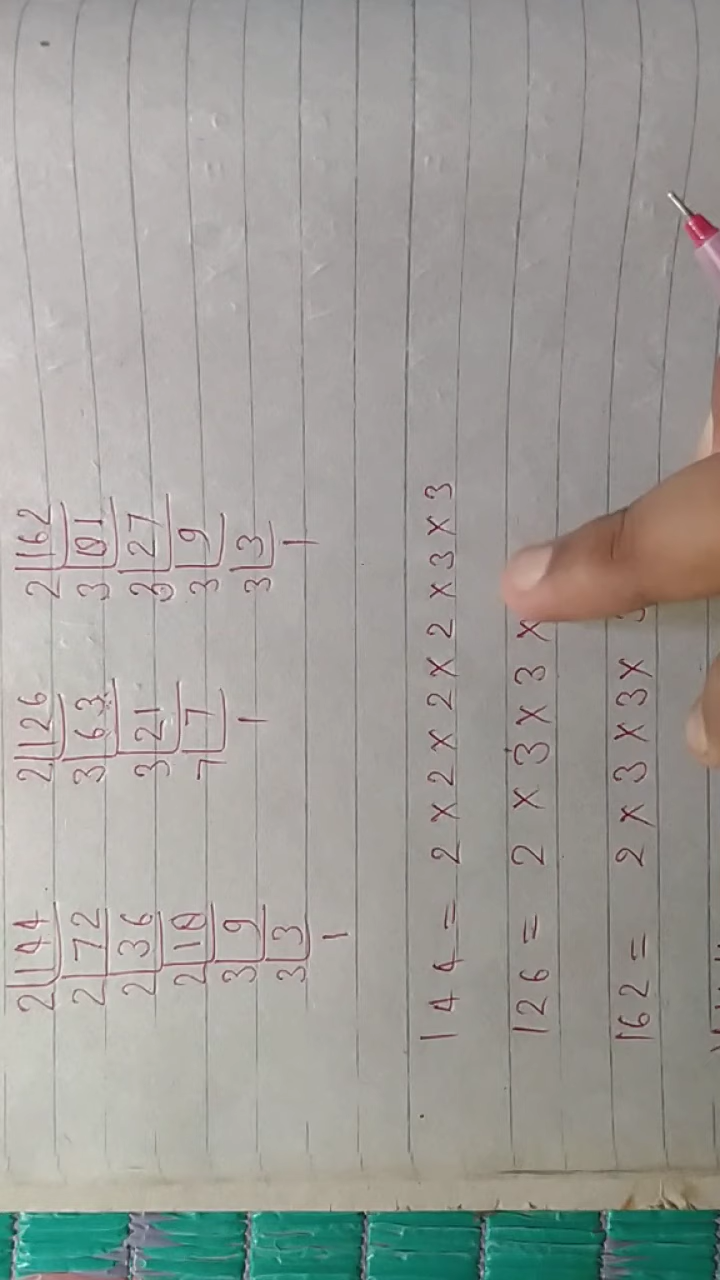 2|144 2|126 2|162
2|72 3|63 3|81
2|36 3|21 3|27
2|18 7|7 3|9
3|9 1 3|3
3|3 1
1
144 = 2 × 2 × 2 × 2 × 3 × 3
126 = 2 × 3 × 3 ×
162 = 2 × 3 × 3 ×